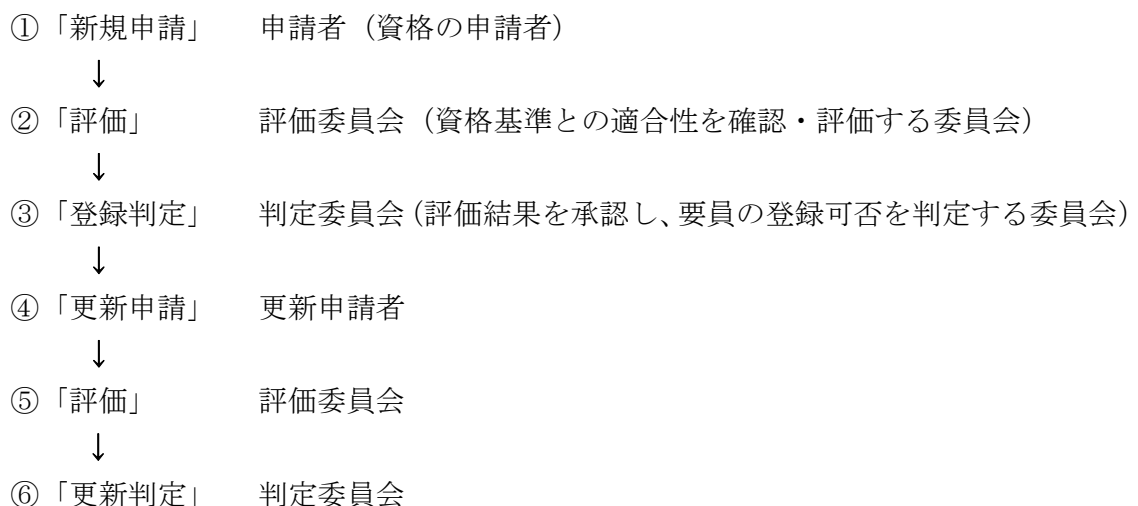 ①「新規申請」 申請者（資格の申請者）
↓
②「評価」 評価委員会（資格基準との適合性を確認・評価する委員会）
↓
③「登録判定」 判定委員会（評価結果を承認し、要員の登録可否を判定する委員会）
↓
④「更新申請」 更新申請者
↓
⑤「評価」 評価委員会
↓
⑥「更新判定」 判定委員会